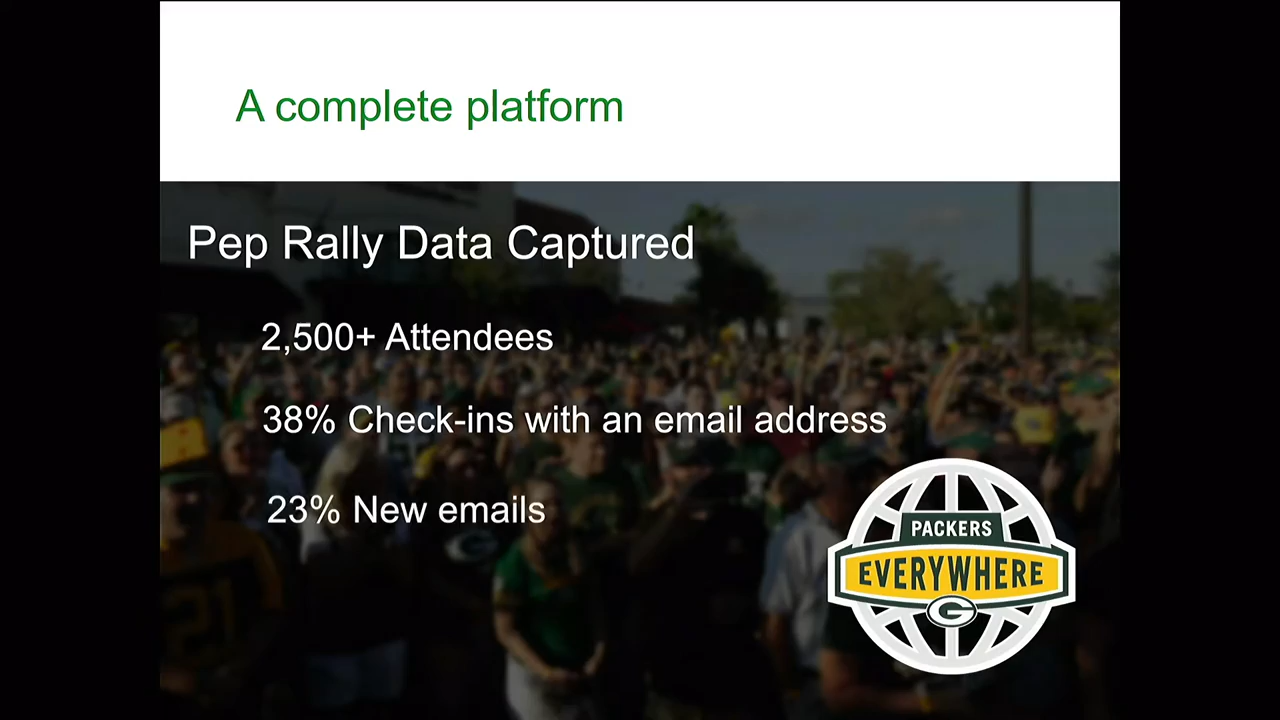 A complete platform
Pep Rally Data Captured
2,500+ Attendees
38% Check-ins with an email address
23% New emails
PACKERS
EVERYWHERE
G